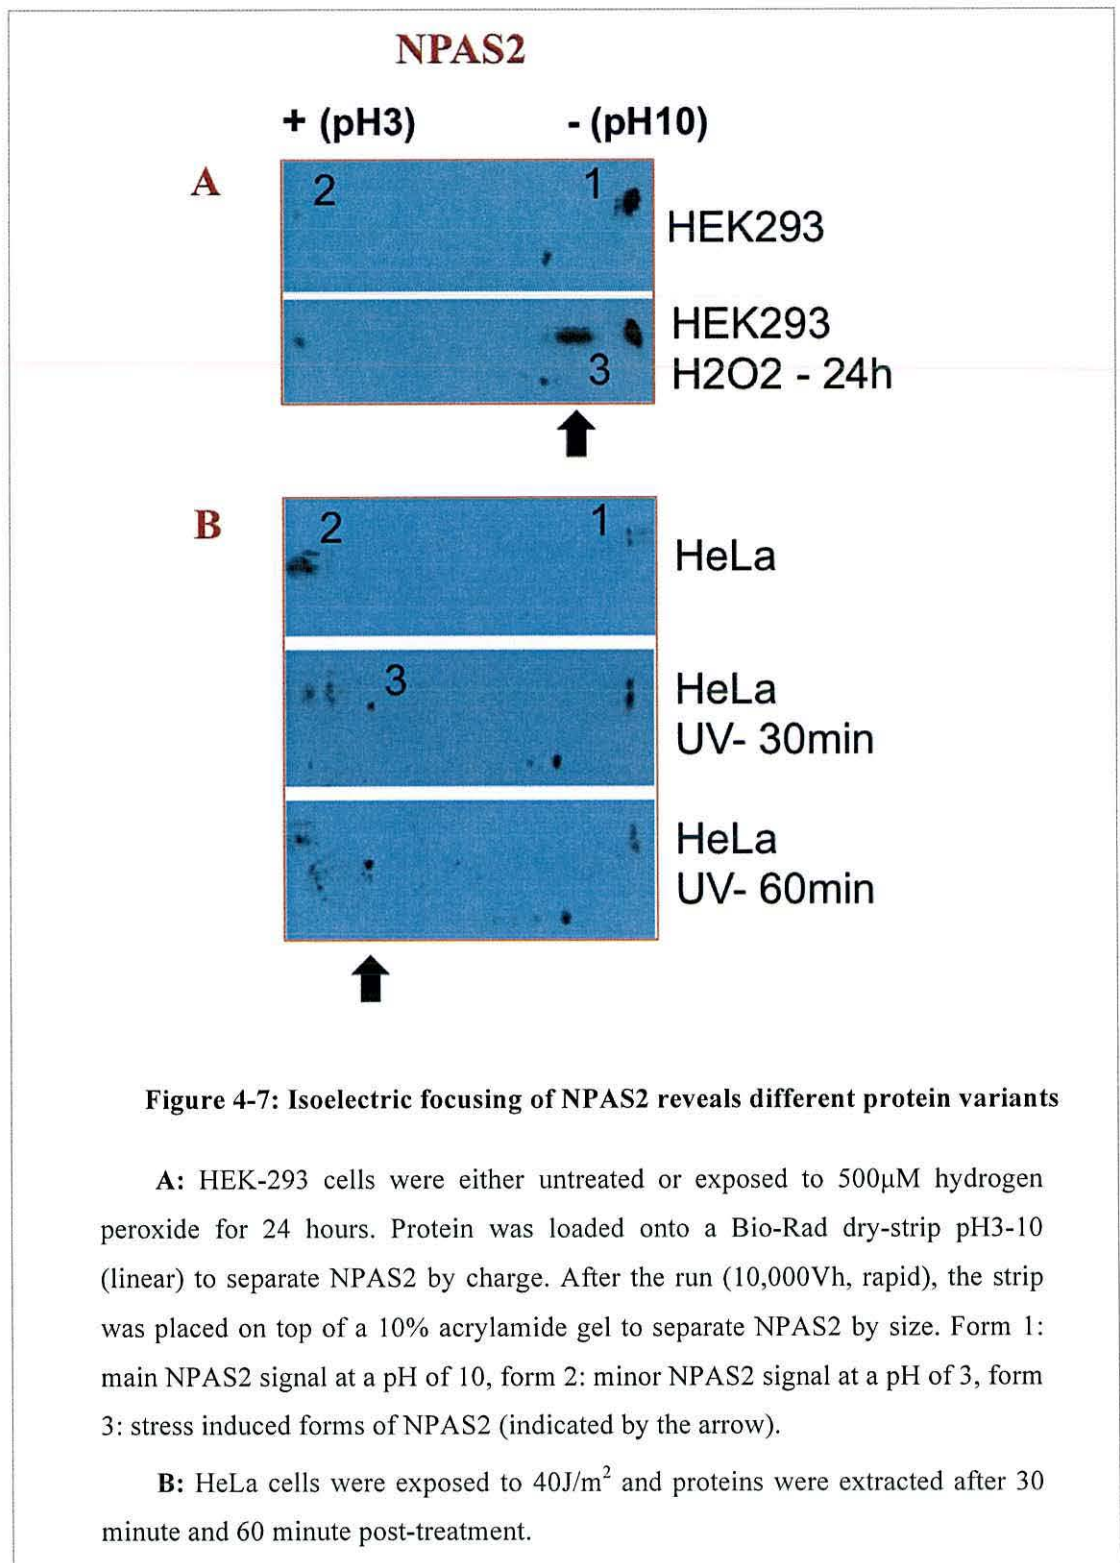 NPAS2
+ (pH3) - (pH10)
A
2 1
HEK293
HEK293
3
H2O2 - 24h
B
2 1
HeLa
3
HeLa
UV- 30min
HeLa
UV- 60min
Figure 4-7: Isoelectric focusing of NPAS2 reveals different protein variants
A: HEK-293 cells were either untreated or exposed to 500μM hydrogen
peroxide for 24 hours. Protein was loaded onto a Bio-Rad dry-strip pH3-10
(linear) to separate NPAS2 by charge. After the run (10,000Vh, rapid), the strip
was placed on top of a 10% acrylamide gel to separate NPAS2 by size. Form 1:
main NPAS2 signal at a pH of 10, form 2: minor NPAS2 signal at a pH of 3, form
3: stress induced forms of NPAS2 (indicated by the arrow).
B: HeLa cells were exposed to 40J/m² and proteins were extracted after 30
minute and 60 minute post-treatment.